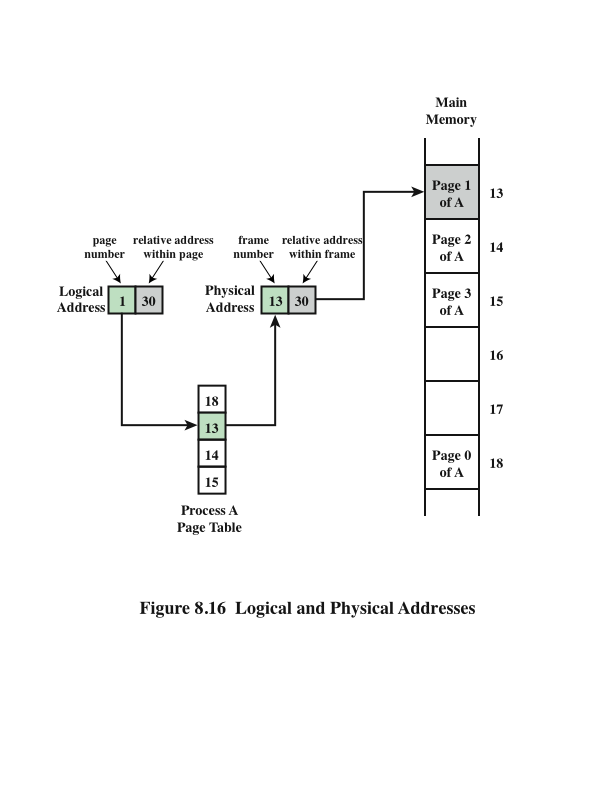 Main
Memory
Page 1
of A
13
page
number
relative address
within page
frame
number
relative address
within frame
Page 2
of A
14
Logical
Address
1
30
Physical
Address
13
30
Page 3
of A
15
16
17
18
13
14
15
Page 0
of A
18
Process A
Page Table
Figure 8.16 Logical and Physical Addresses